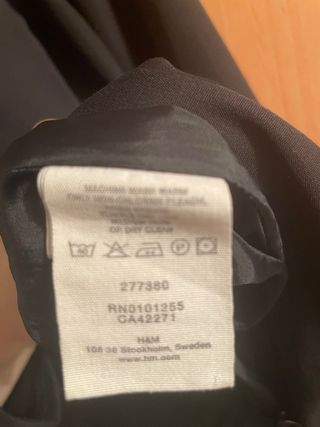 MACHINE WASH WARM
ONLY NON-CHLORINE BLEACH,
OR DRY CLEAN
277380
RN0101255
CA42271
H&M
106 38 Stockholm, Sweden
www.hm.com